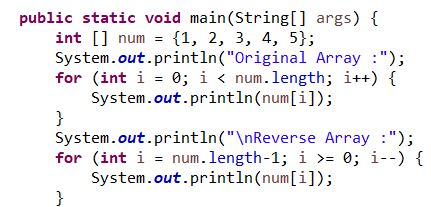 public static void main(String[] args) {
    int [] num = {1, 2, 3, 4, 5};
    System.out.println("Original Array :");
    for (int i = 0; i < num.length; i++) {
        System.out.println(num[i]);
    }
    System.out.println("\nReverse Array :");
    for (int i = num.length-1; i >= 0; i--) {
        System.out.println(num[i]);
    }